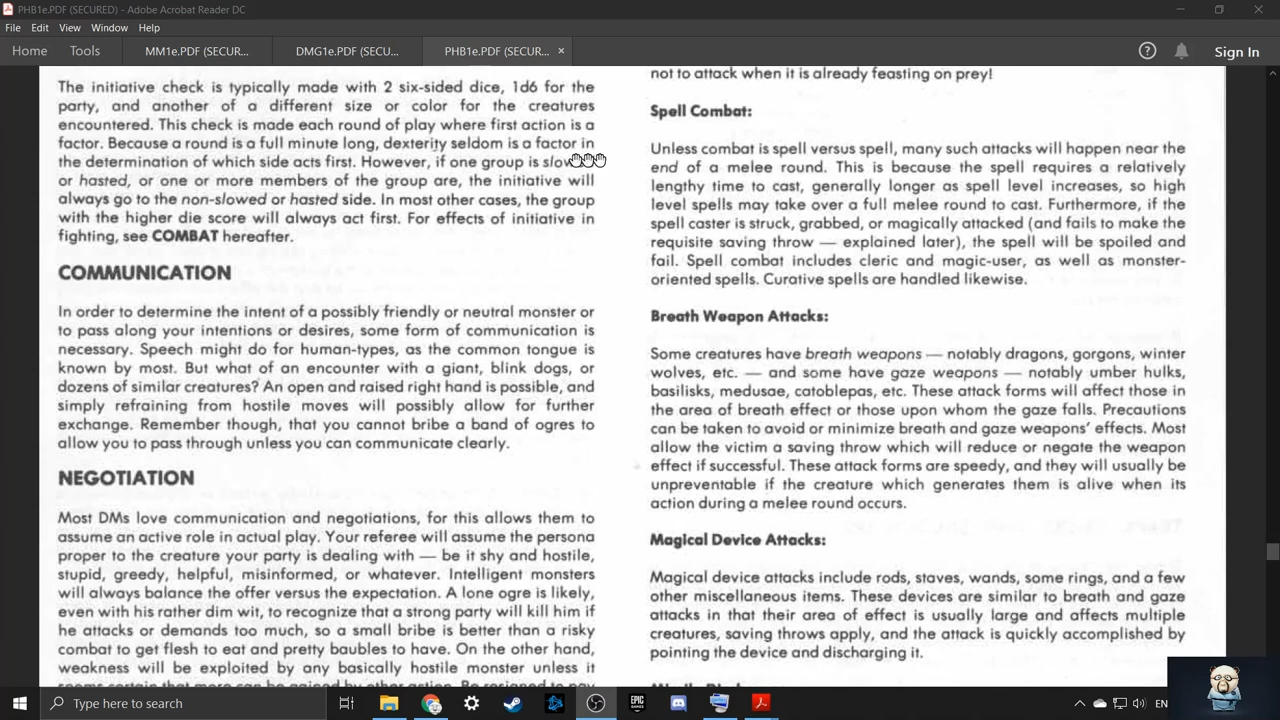 PHB1e.PDF (SECURED) - Adobe Acrobat Reader DC
File Edit View Window Help
Home Tools MM1e.PDF (SECUR... DMG1e.PDF (SECU... PHB1e.PDF (SECUR... × Sign In
The initiative check is typically made with 2 six-sided dice, 1d6 for the
party, and another of a different size or color for the creatures
encountered. This check is made each round of play where first action is a
factor. Because a round is a full minute long, dexterity seldom is a factor in
the determination of which side acts first. However, if one group is
or hasted, or one or more members of the group are, the initiative will
always go to the non-slowed or hasted side. In most other cases, the group
with the higher die score will always act first. For effects of initiative in
fighting, see COMBAT hereafter.
COMMUNICATION
In order to determine the intent of a possibly friendly or neutral monster or
to pass along your intentions or desires, some form of communication is
necessary. Speech might do for human-types, as the common tongue is
known by most. But what of an encounter with a giant, blink dogs, or
dozens of similar creatures? An open and raised right hand is possible, and
simply refraining from hostile moves will possibly allow for further
exchange. Remember though, that you cannot bribe a band of ogres to
allow you to pass through unless you can communicate clearly.
NEGOTIATION
Most DMs love communication and negotiations, for this allows them to
assume an active role in actual play. Your referee will assume the persona
proper to the creature your party is dealing with — be it shy and hostile,
stupid, greedy, helpful, misinformed, or whatever. Intelligent monsters
will always balance the offer versus the expectation. A lone ogre is likely,
even with his rather dim wit, to recognize that a strong party will kill him if
he attacks or demands too much, so a small bribe is better than a risky
combat to get flesh to eat and pretty baubles to have. On the other hand,
weakness will be exploited by any basically hostile monster unless it
not to attack when it is already feasting on prey!
Spell Combat:
Unless combat is spell versus spell, many such attacks will happen near the
end of a melee round. This is because the spell requires a relatively
lengthy time to cast, generally longer as spell level increases, so high
level spells may take over a full melee round to cast. Furthermore, if the
spell caster is struck, grabbed, or magically attacked (and fails to make the
requisite saving throw — explained later), the spell will be spoiled and
fail. Spell combat includes cleric and magic-user, as well as monster-
oriented spells. Curative spells are handled likewise.
Breath Weapon Attacks:
Some creatures have breath weapons — notably dragons, gorgons, winter
wolves, etc. — and some have gaze weapons — notably umber hulks,
basilisks, medusae, catoblepas, etc. These attack forms will affect those in
the area of breath effect or those upon whom the gaze falls. Precautions
can be taken to avoid or minimize breath and gaze weapons' effects. Most
allow the victim a saving throw which will reduce or negate the weapon
effect if successful. These attack forms are speedy, and they will usually be
unpreventable if the creature which generates them is alive when its
action during a melee round occurs.
Magical Device Attacks:
Magical device attacks include rods, staves, wands, some rings, and a few
other miscellaneous items. These devices are similar to breath and gaze
attacks in that their area of effect is usually large and affects multiple
creatures, saving throws apply, and the attack is quickly accomplished by
pointing the device and discharging it.
Type here to search
EPIC GAMES
EN